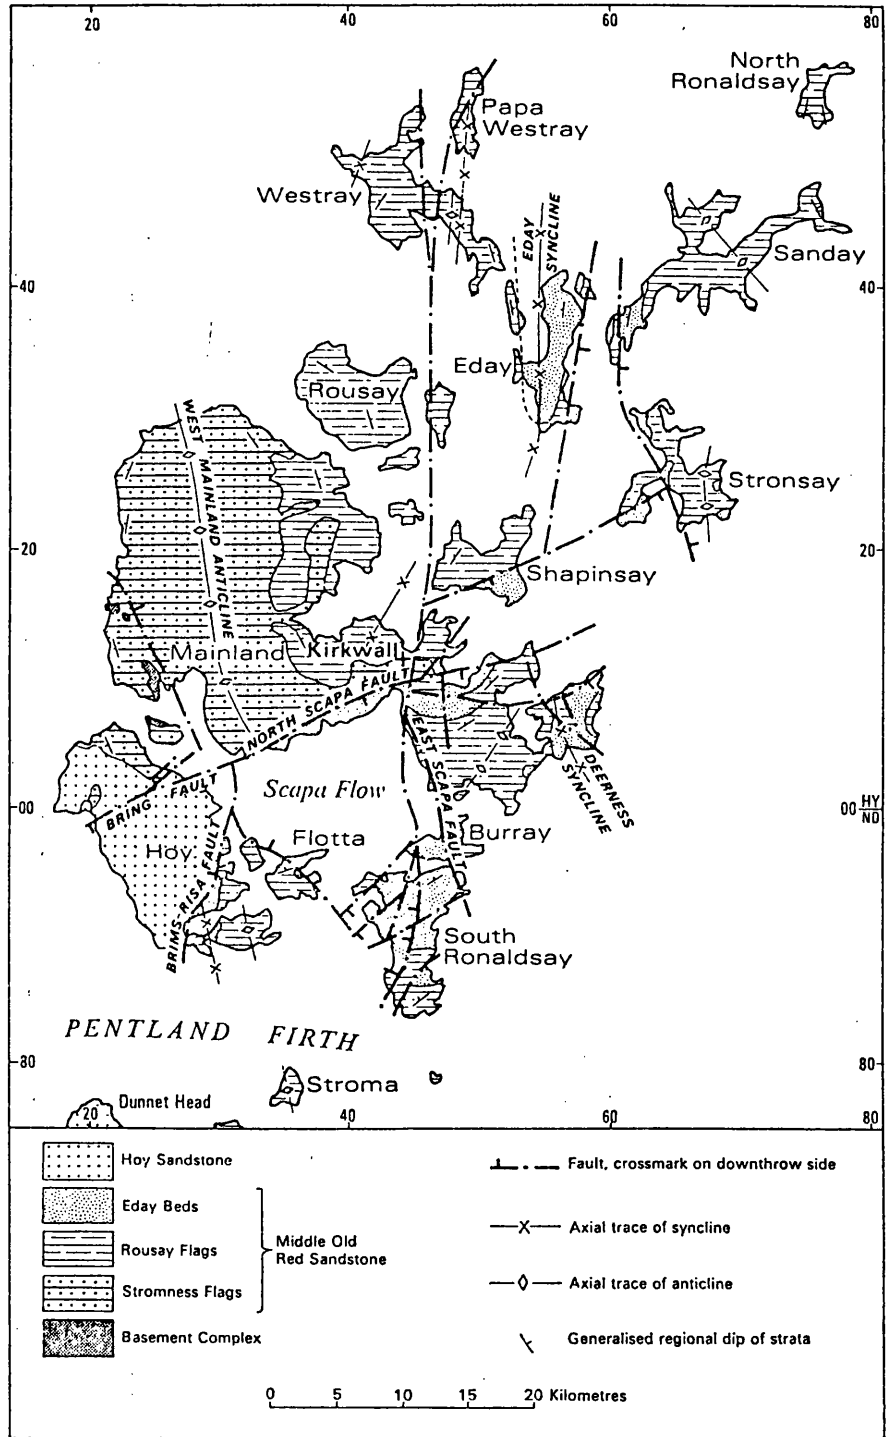 20
40
60
80
North
Ronaldsay
Papa
Westray
Westray
EDAY
SYNCLINE
Sanday
40
40
Eday
Rousay
WEST MAINLAND ANTICLINE
Stronsay
20
20
Shapinsay
Mainland
Kirkwall
NORTH SCAPA FAULT
EAST SCAPA FAULT
DEERNESS
SYNCLINE
BRING FAULT
Scapa Flow
00
00 HY
ND
Hoy
Flotta
Burray
BRIMS-RISA FAULT
South
Ronaldsay
PENTLAND FIRTH
80
80
Stroma
Dunnet Head
20
40
60
80
Hoy Sandstone
Eday Beds
Rousay Flags
Stromness Flags
Middle Old
Red Sandstone
Basement Complex
Fault, crossmark on downthrow side
Axial trace of syncline
Axial trace of anticline
Generalised regional dip of strata
0 5 10 15 20 Kilometres